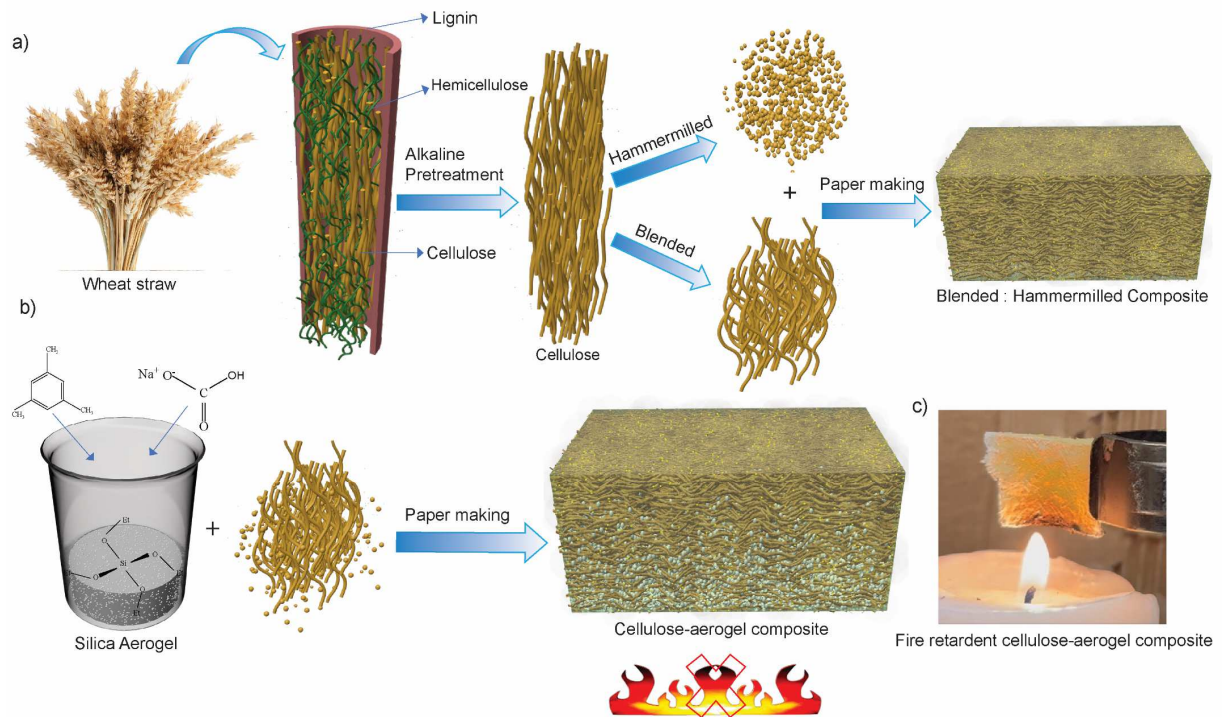 a)
Lignin
Hemicellulose
Alkaline
Pretreatment
Cellulose
Wheat straw
Cellulose
Hammermilled
+
Blended
Paper making
Blended : Hammermilled Composite
b)
CH₃
CH₃
CH₃
Na⁺
O⁻
C
OH
O
Et
O
Si
O
Et
O
Et
O
Et
Silica Aerogel
+
Paper making
Cellulose-aerogel composite
c)
Fire retardent cellulose-aerogel composite